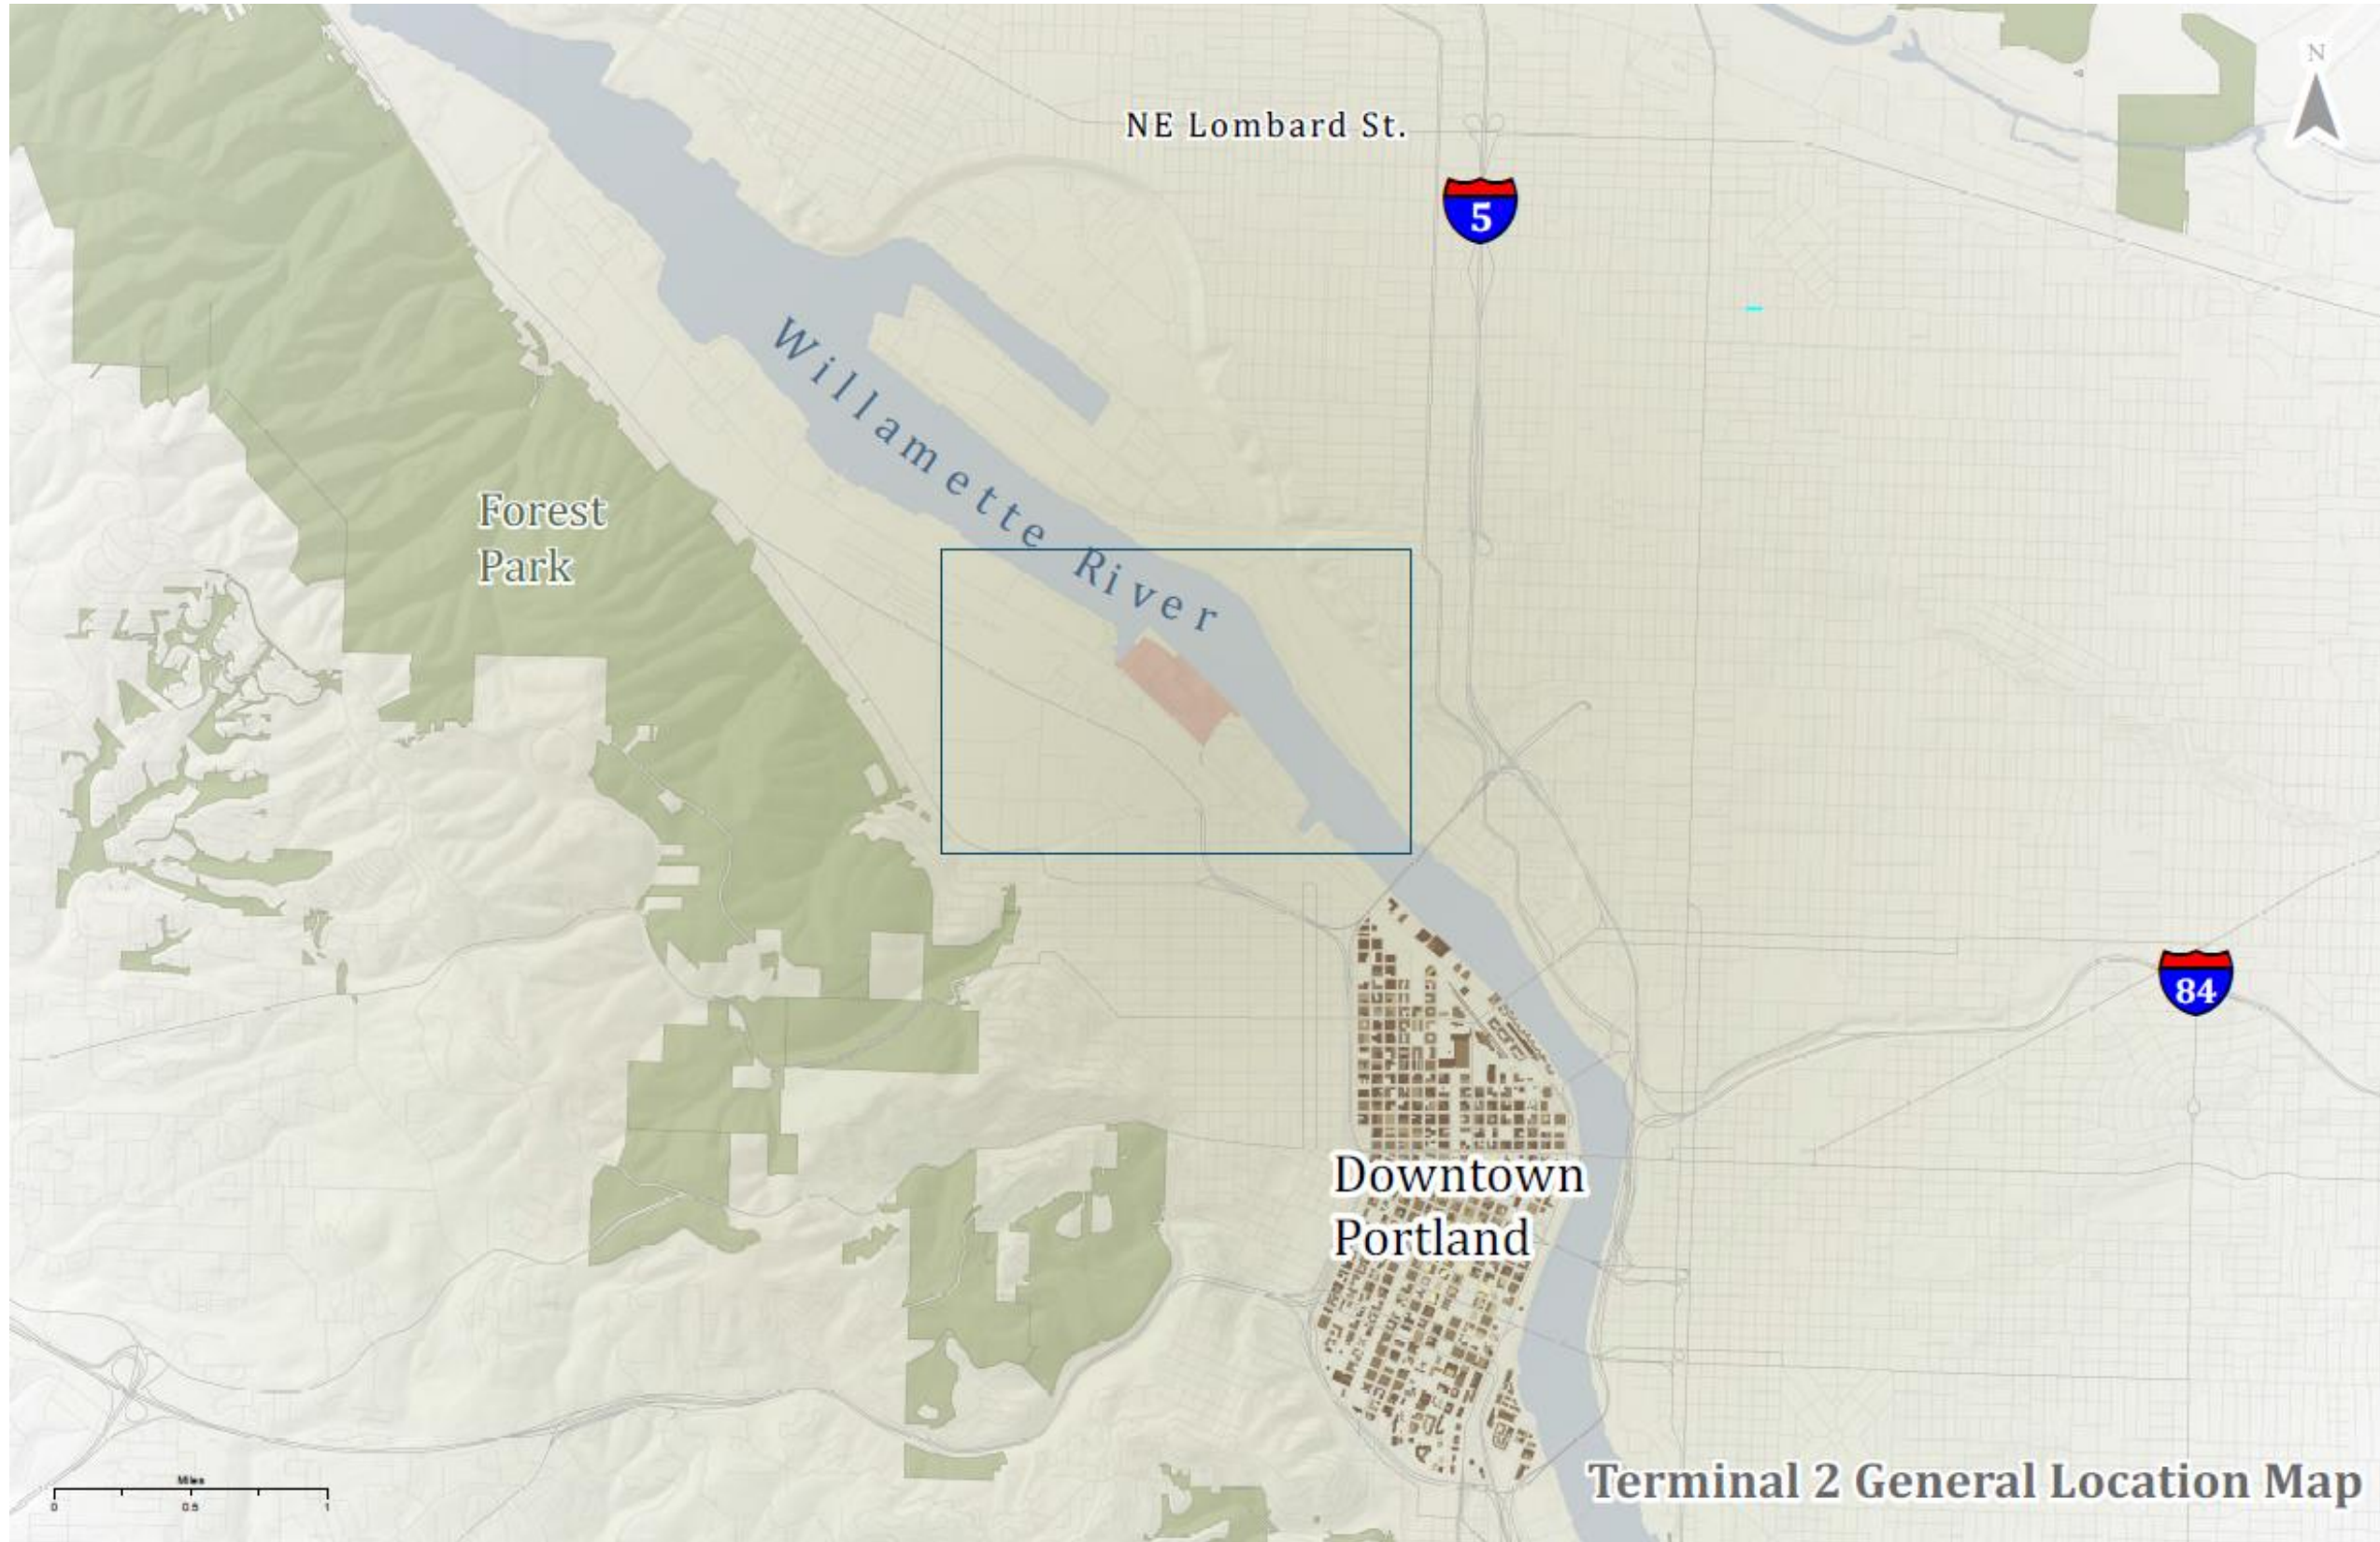 N
NE Lombard St.
5
Willamette River
Forest
Park
84
Downtown
Portland
Miles
0 0.5 1
Terminal 2 General Location Map